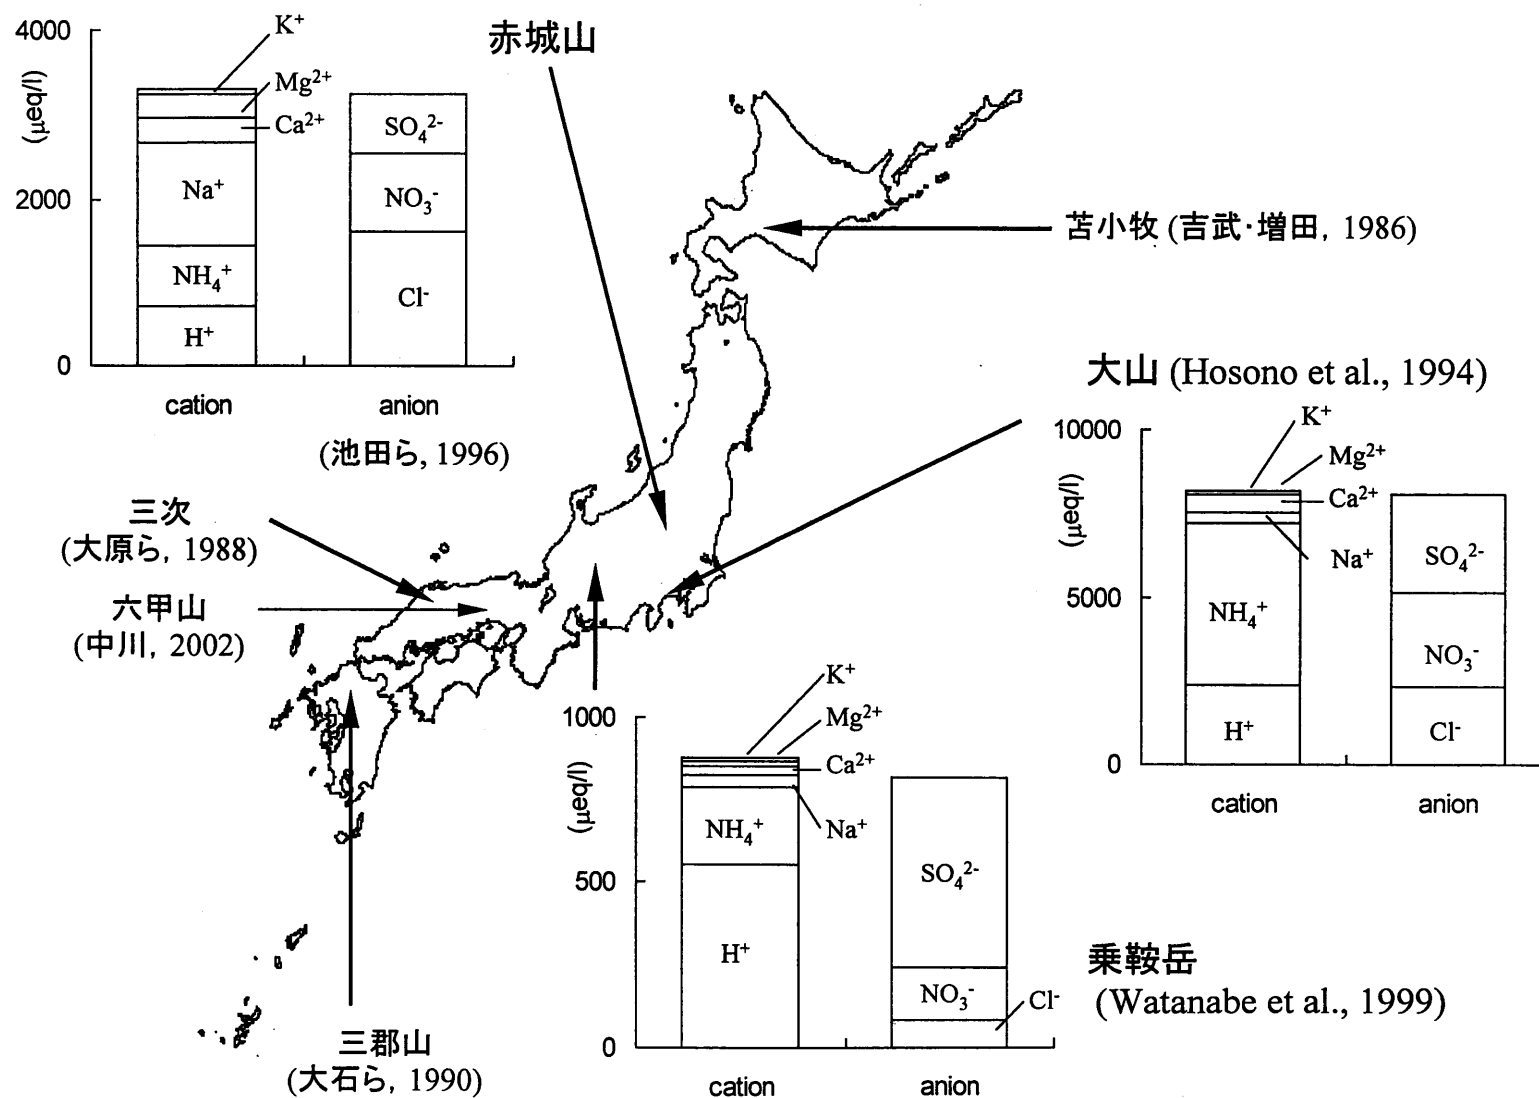 4000
2000
0
(μeq/l)
K⁺
Mg²⁺
Ca²⁺
Na⁺
NH₄⁺
H⁺
SO₄²⁻
NO₃⁻
Cl⁻
cation
anion
(池田ら, 1996)
赤城山
苫小牧 (吉武・増田, 1986)
大山 (Hosono et al., 1994)
10000
5000
0
(μeq/l)
K⁺
Mg²⁺
Ca²⁺
Na⁺
NH₄⁺
H⁺
SO₄²⁻
NO₃⁻
Cl⁻
cation
anion
三次
(大原ら, 1988)
六甲山
(中川, 2002)
三郡山
(大石ら, 1990)
1000
500
0
(μeq/l)
K⁺
Mg²⁺
Ca²⁺
Na⁺
NH₄⁺
H⁺
SO₄²⁻
NO₃⁻
Cl⁻
cation
anion
乗鞍岳
(Watanabe et al., 1999)